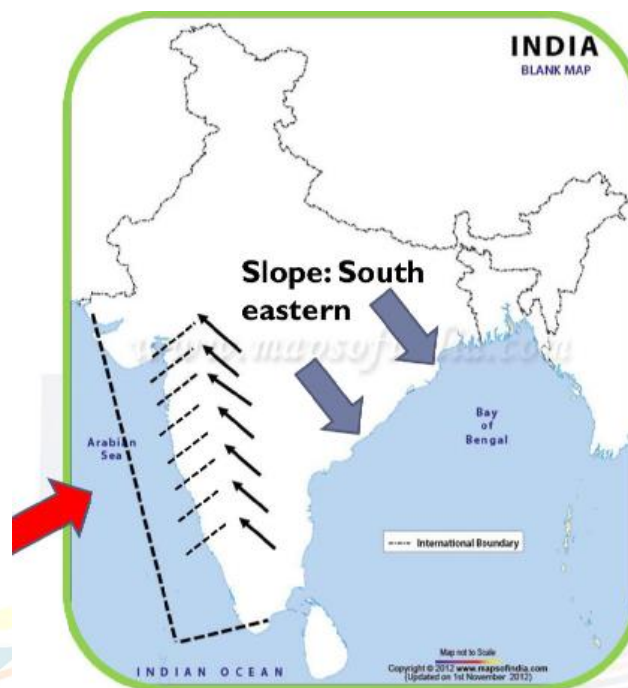 INDIA
BLANK MAP
Slope: South
eastern
www.mapsofindia.com
Arabian
Sea
Bay
of
Bengal
International Boundary
Map not to Scale
Copyright © 2012 www.mapsofindia.com
(Updated on 1st November 2012)
INDIAN OCEAN